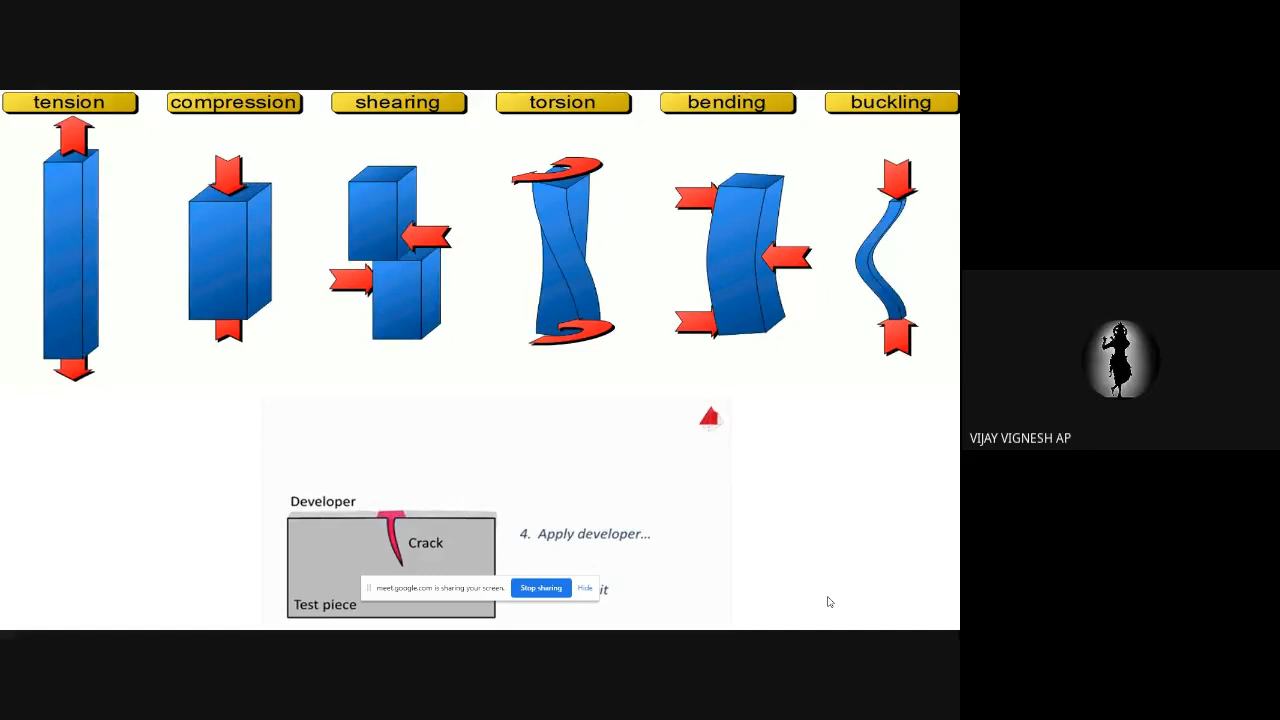 tension compression shearing torsion bending buckling
Developer
4. Apply developer...
Crack
meet.google.com is sharing your screen. Stop sharing Hide
it
Test piece
VIJAY VIGNESH AP